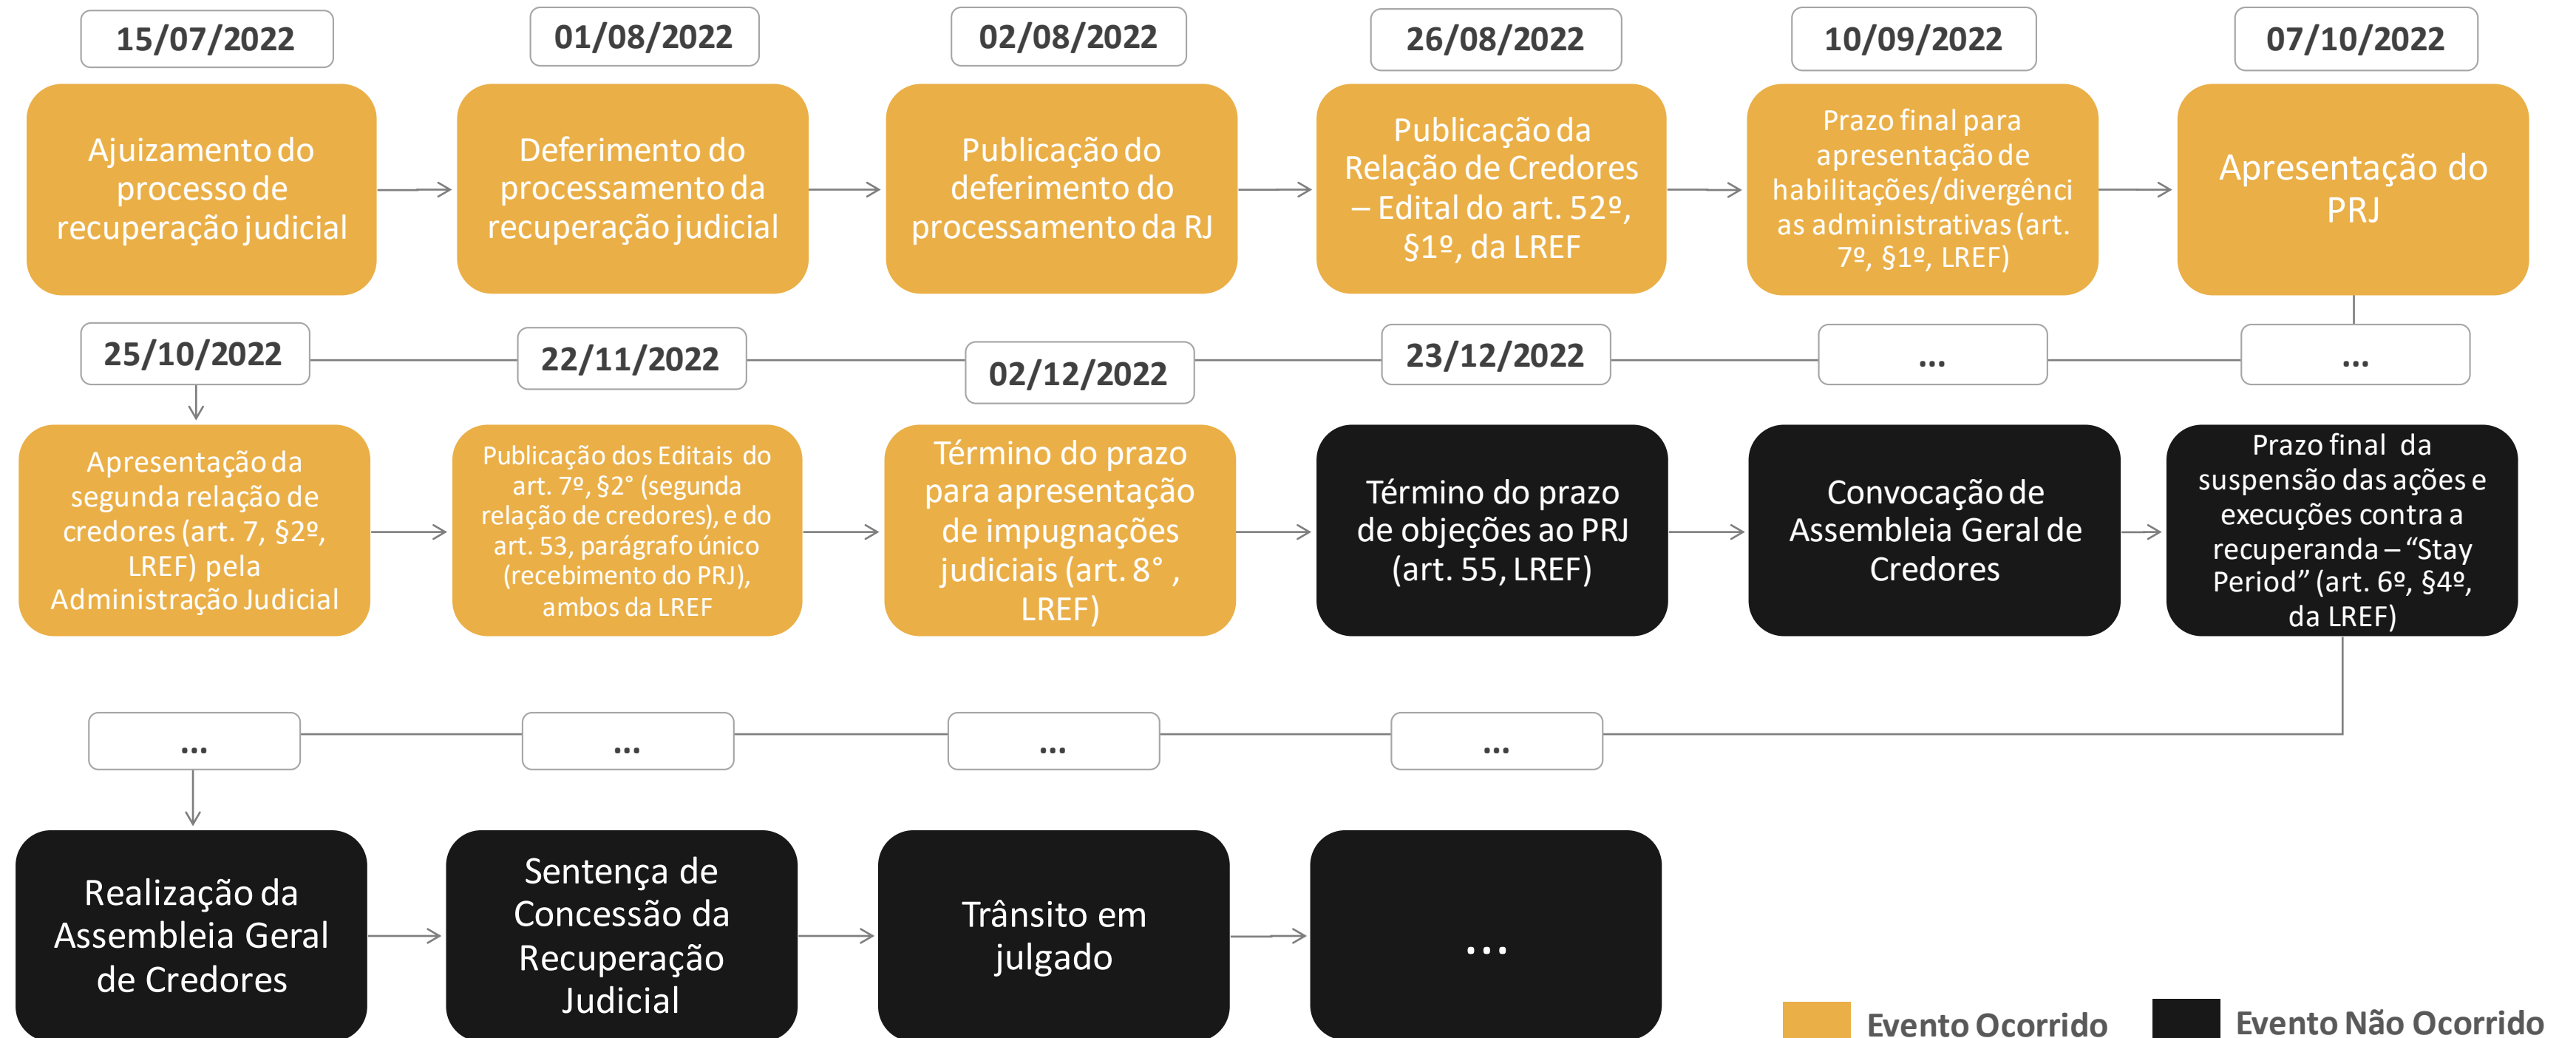 15/07/2022
01/08/2022
02/08/2022
26/08/2022
10/09/2022
07/10/2022
Ajuizamento do
processo de
recuperação judicial
Deferimento do
processamento da
recuperação judicial
Publicação do
deferimento do
processamento da RJ
Publicação da
Relação de Credores
– Edital do art. 52º,
§1º, da LREF
Prazo final para
apresentação de
habilitações/divergênci
as administrativas (art.
7º, §1º, LREF)
Apresentação do
PRJ
25/10/2022
22/11/2022
02/12/2022
23/12/2022
...
...
Apresentação da
segunda relação de
credores (art. 7, §2º,
LREF) pela
Administração Judicial
Publicação dos Editais do
art. 7º, §2° (segunda
relação de credores), e do
art. 53, parágrafo único
(recebimento do PRJ),
ambos da LREF
Término do prazo
para apresentação
de impugnações
judiciais (art. 8° ,
LREF)
Término do prazo
de objeções ao PRJ
(art. 55, LREF)
Convocação de
Assembleia Geral de
Credores
Prazo final da
suspensão das ações e
execuções contra a
recuperanda – “Stay
Period” (art. 6º, §4º,
da LREF)
...
...
...
...
Realização da
Assembleia Geral
de Credores
Sentença de
Concessão da
Recuperação
Judicial
Trânsito em
julgado
...
Evento Ocorrido
Evento Não Ocorrido